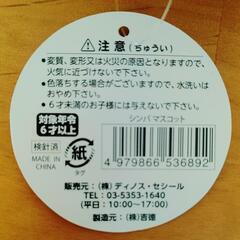 注意(ちゅうい)
●変質、変形又は火災の原因となりますので、
火気に近づけないで下さい。
●色落ちする場合がございますので、水洗いは
おやめ下さい。
●6才未満のお子様には与えないで下さい。
対象年令
6才以上
検針済
MADE IN
CHINA
紙
タグ
シンバ マスコット
4 979866 536892
販売元:(株)ディノス・セシール
TEL:03-5353-1640
(平日:10:00〜17:00)
製造元:(株)吉徳